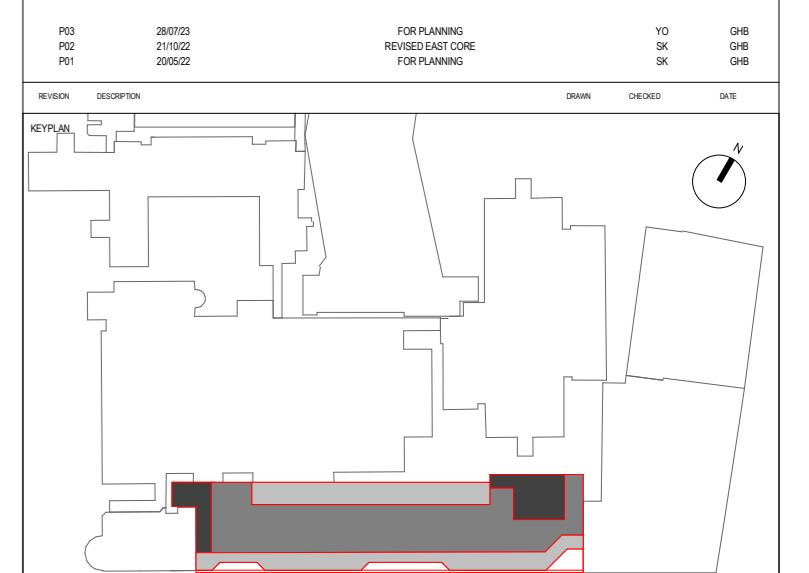 P03 28/07/23 FOR PLANNING YO GHB
P02 21/10/22 REVISED EAST CORE SK GHB
P01 20/05/22 FOR PLANNING SK GHB
REVISION DESCRIPTION DRAWN CHECKED DATE
KEYPLAN
N